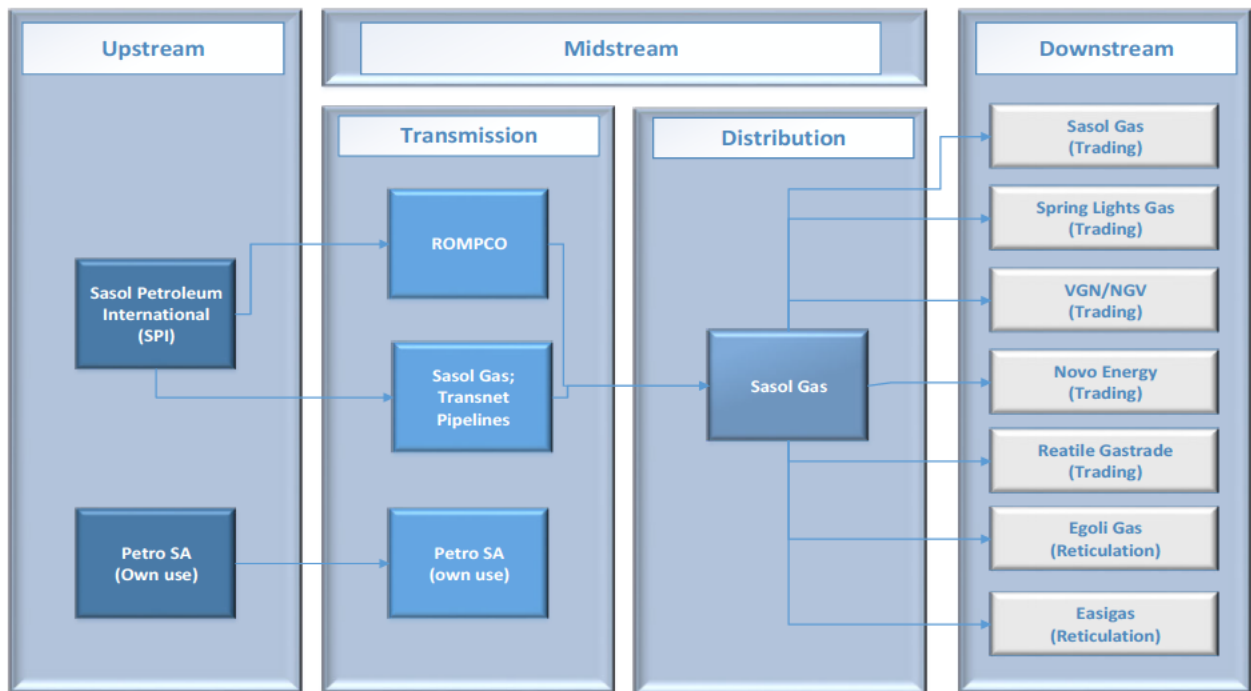 Upstream
Midstream
Downstream
Transmission
Distribution
Sasol Petroleum
International
(SPI)
Petro SA
(Own use)
ROMPCO
Sasol Gas;
Transnet
Pipelines
Petro SA
(own use)
Sasol Gas
Sasol Gas
(Trading)
Spring Lights Gas
(Trading)
VGN/NGV
(Trading)
Novo Energy
(Trading)
Reatile Gastrade
(Trading)
Egoli Gas
(Reticulation)
Easigas
(Reticulation)